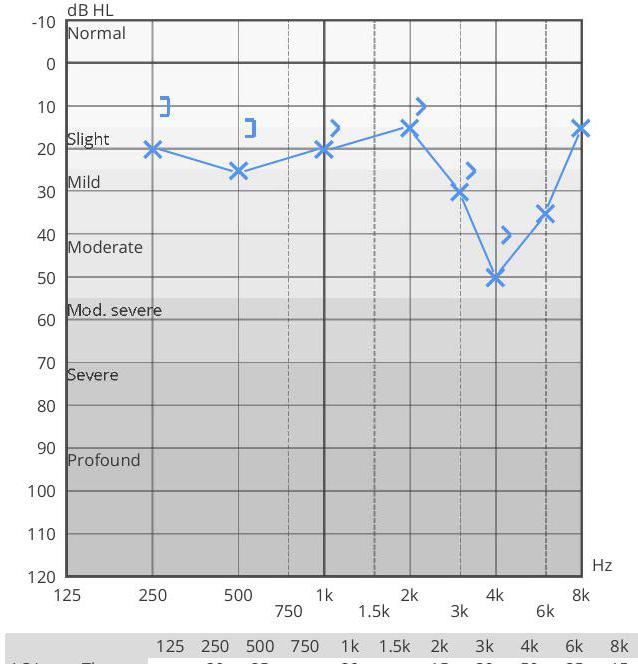 dB HL
-10
Normal
0
10
Slight
20
Mild
30
40
Moderate
50
Mod. severe
60
70
Severe
80
90
Profound
100
110
120
Hz
125 250 500 1k 2k 4k 8k
750 1.5k 3k 6k
125 250 500 750 1k 1.5k 2k 3k 4k 6k 8k